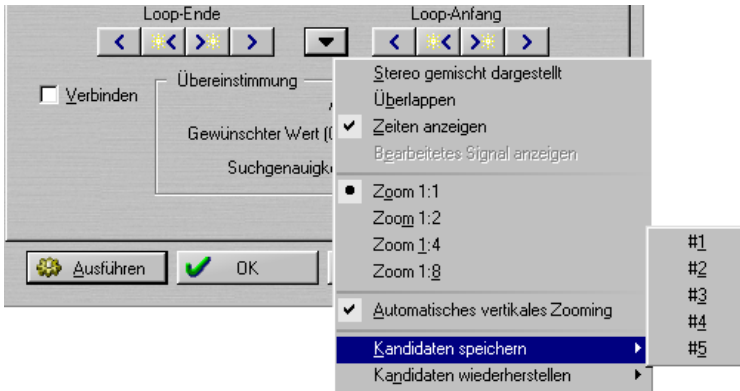 Loop-Ende Loop-Anfang
Stereo gemischt dargestellt
Verbinden
Übereinstimmung
Überlappen
Zeiten anzeigen
Gewünschter Wert
Bearbeitetes Signal anzeigen
Zoom 1:1
Zoom 1:2
Zoom 1:4
Zoom 1:8
Ausführen
OK
Automatisches vertikales Zooming
Kandidaten speichern
Kandidaten wiederherstellen
#1
#2
#3
#4
#5